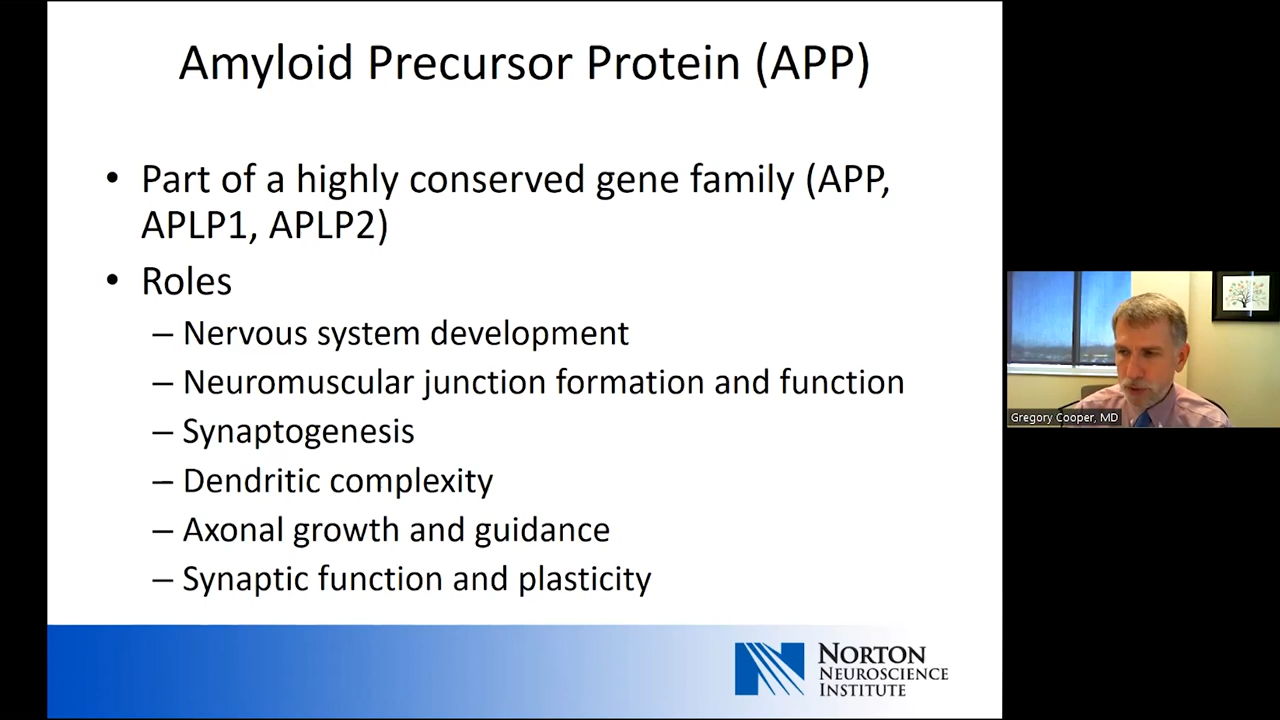 Amyloid Precursor Protein (APP)
• Part of a highly conserved gene family (APP,
APLP1, APLP2)
• Roles
– Nervous system development
– Neuromuscular junction formation and function
– Synaptogenesis
– Dendritic complexity
– Axonal growth and guidance
– Synaptic function and plasticity
NORTON
NEUROSCIENCE
INSTITUTE
Gregory Cooper, MD